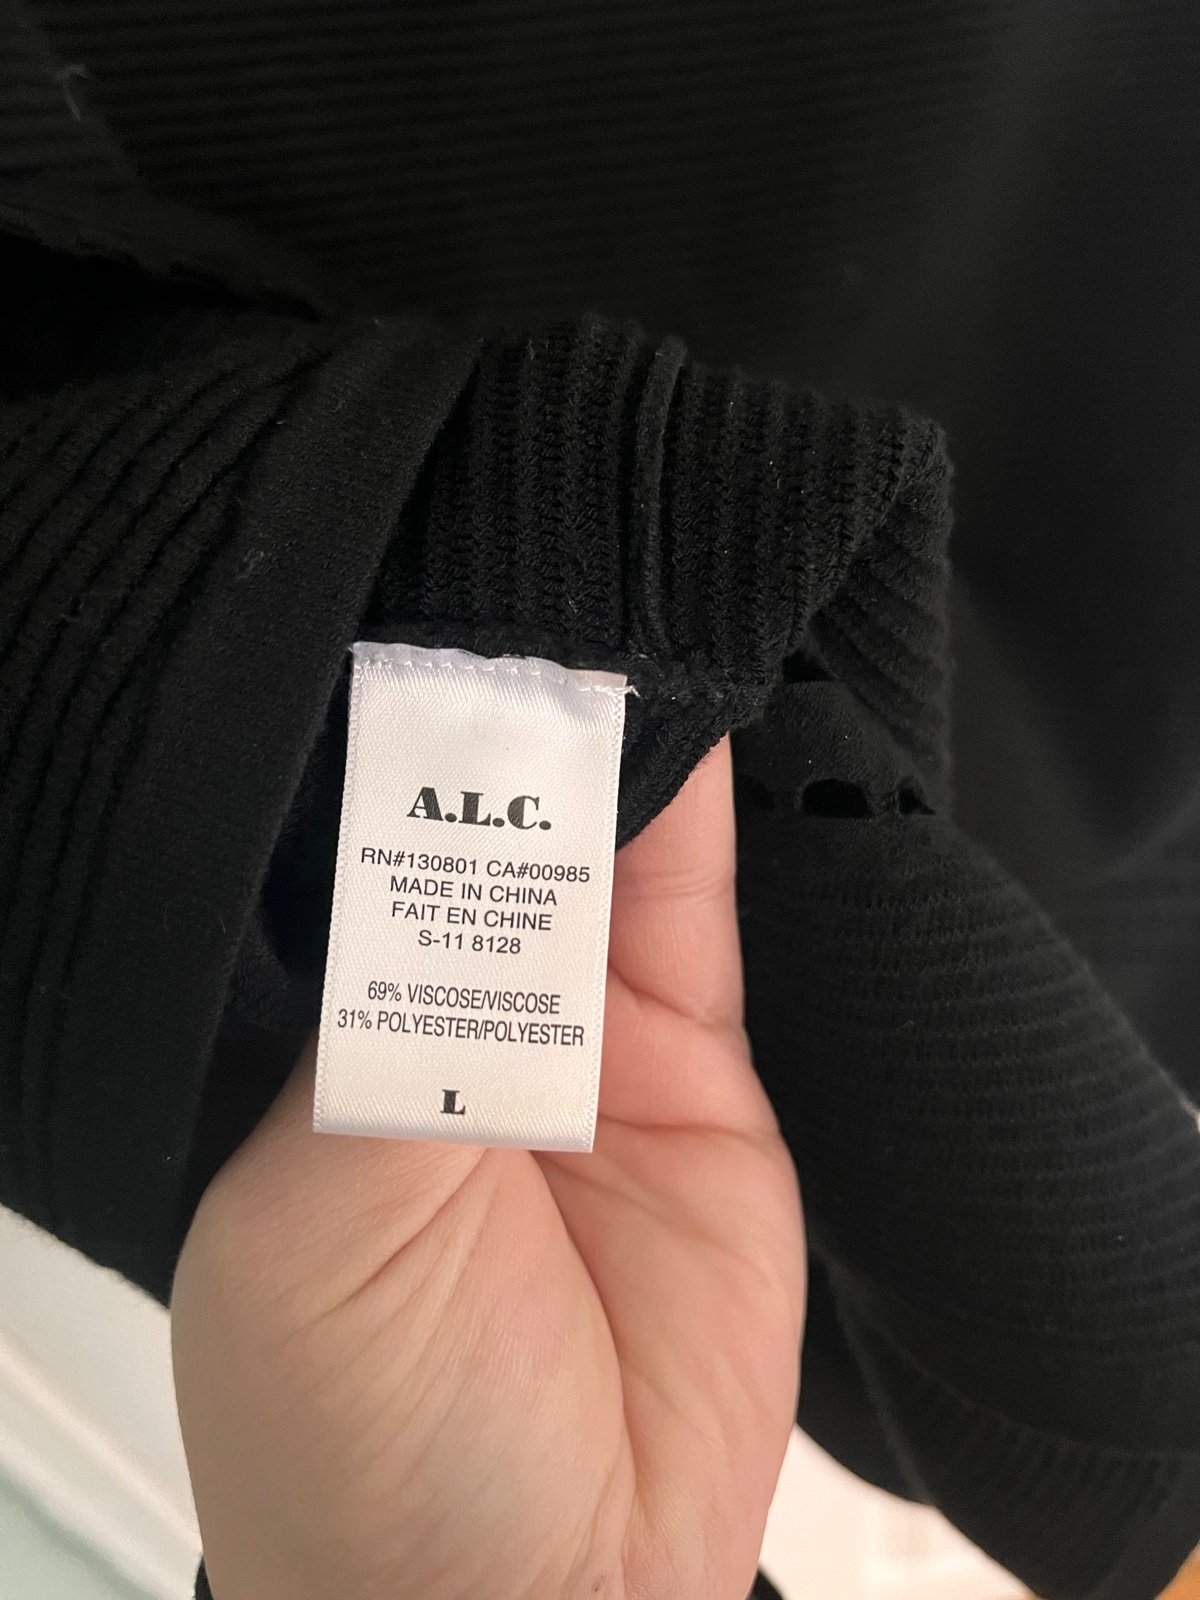 A.L.C.
RN#130801 CA#00985
MADE IN CHINA
FAIT EN CHINE
S-11 8128
69% VISCOSE/VISCOSE
31% POLYESTER/POLYESTER
L